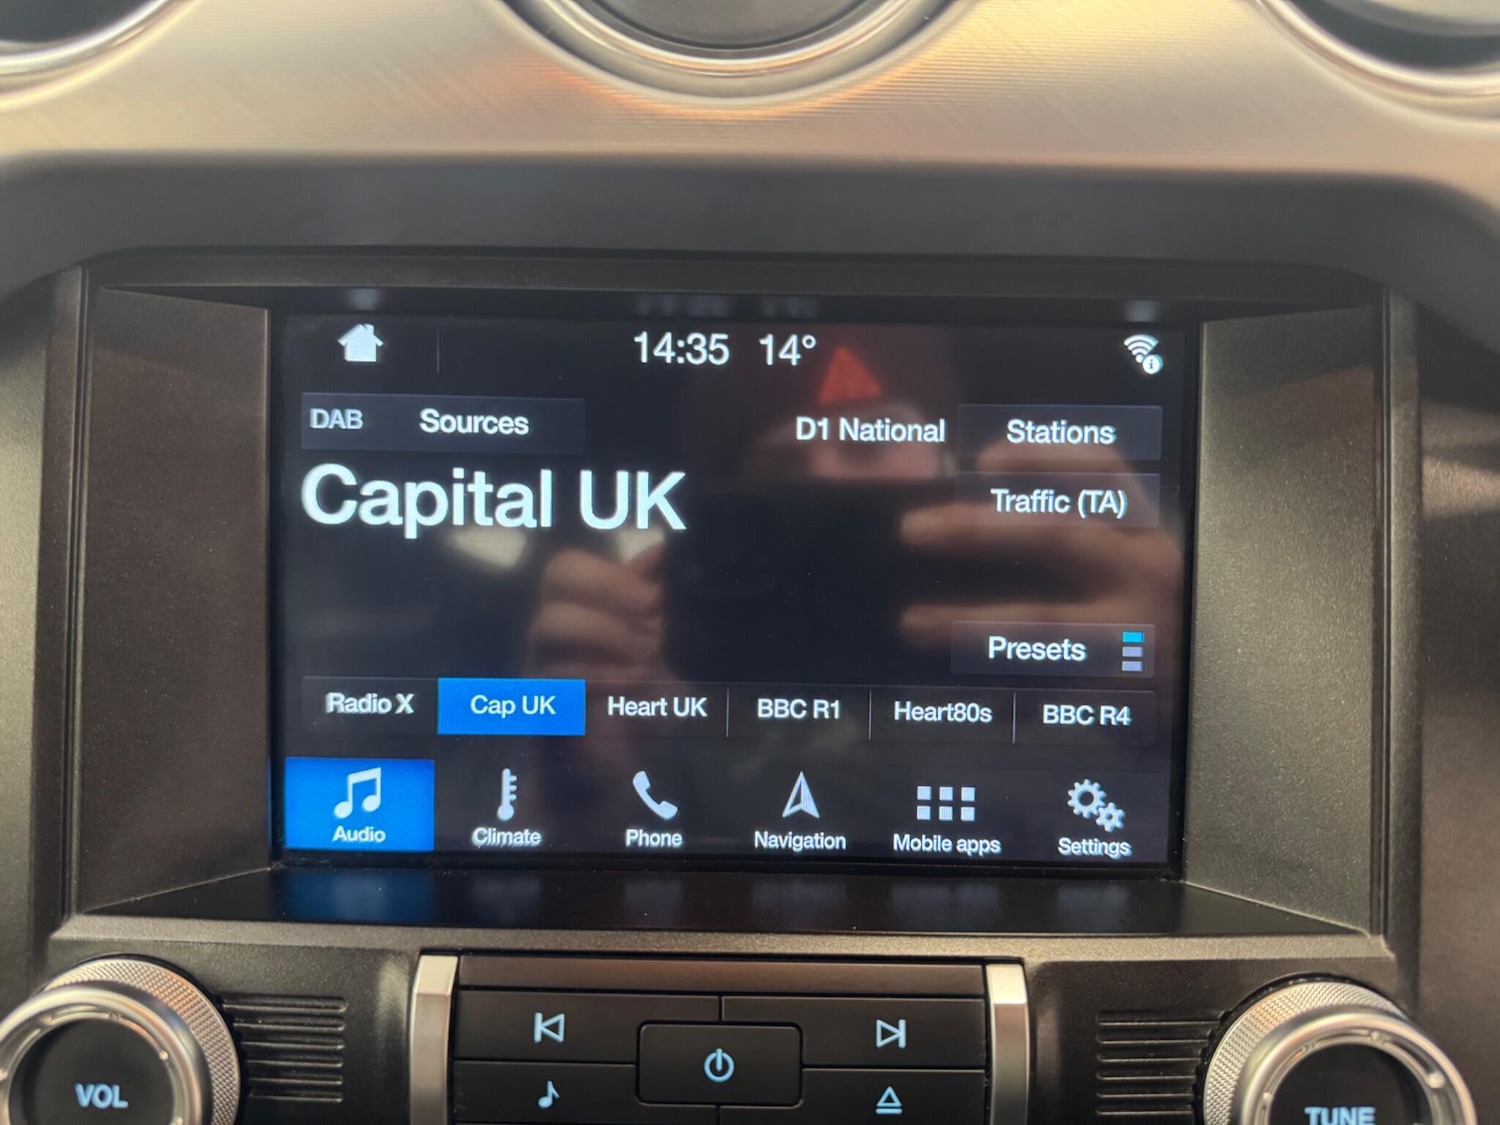 14:35 14°
DAB Sources D1 National Stations
Capital UK Traffic (TA)
Presets
Radio X Cap UK Heart UK BBC R1 Heart80s BBC R4
Audio Climate Phone Navigation Mobile apps Settings
VOL TUNE